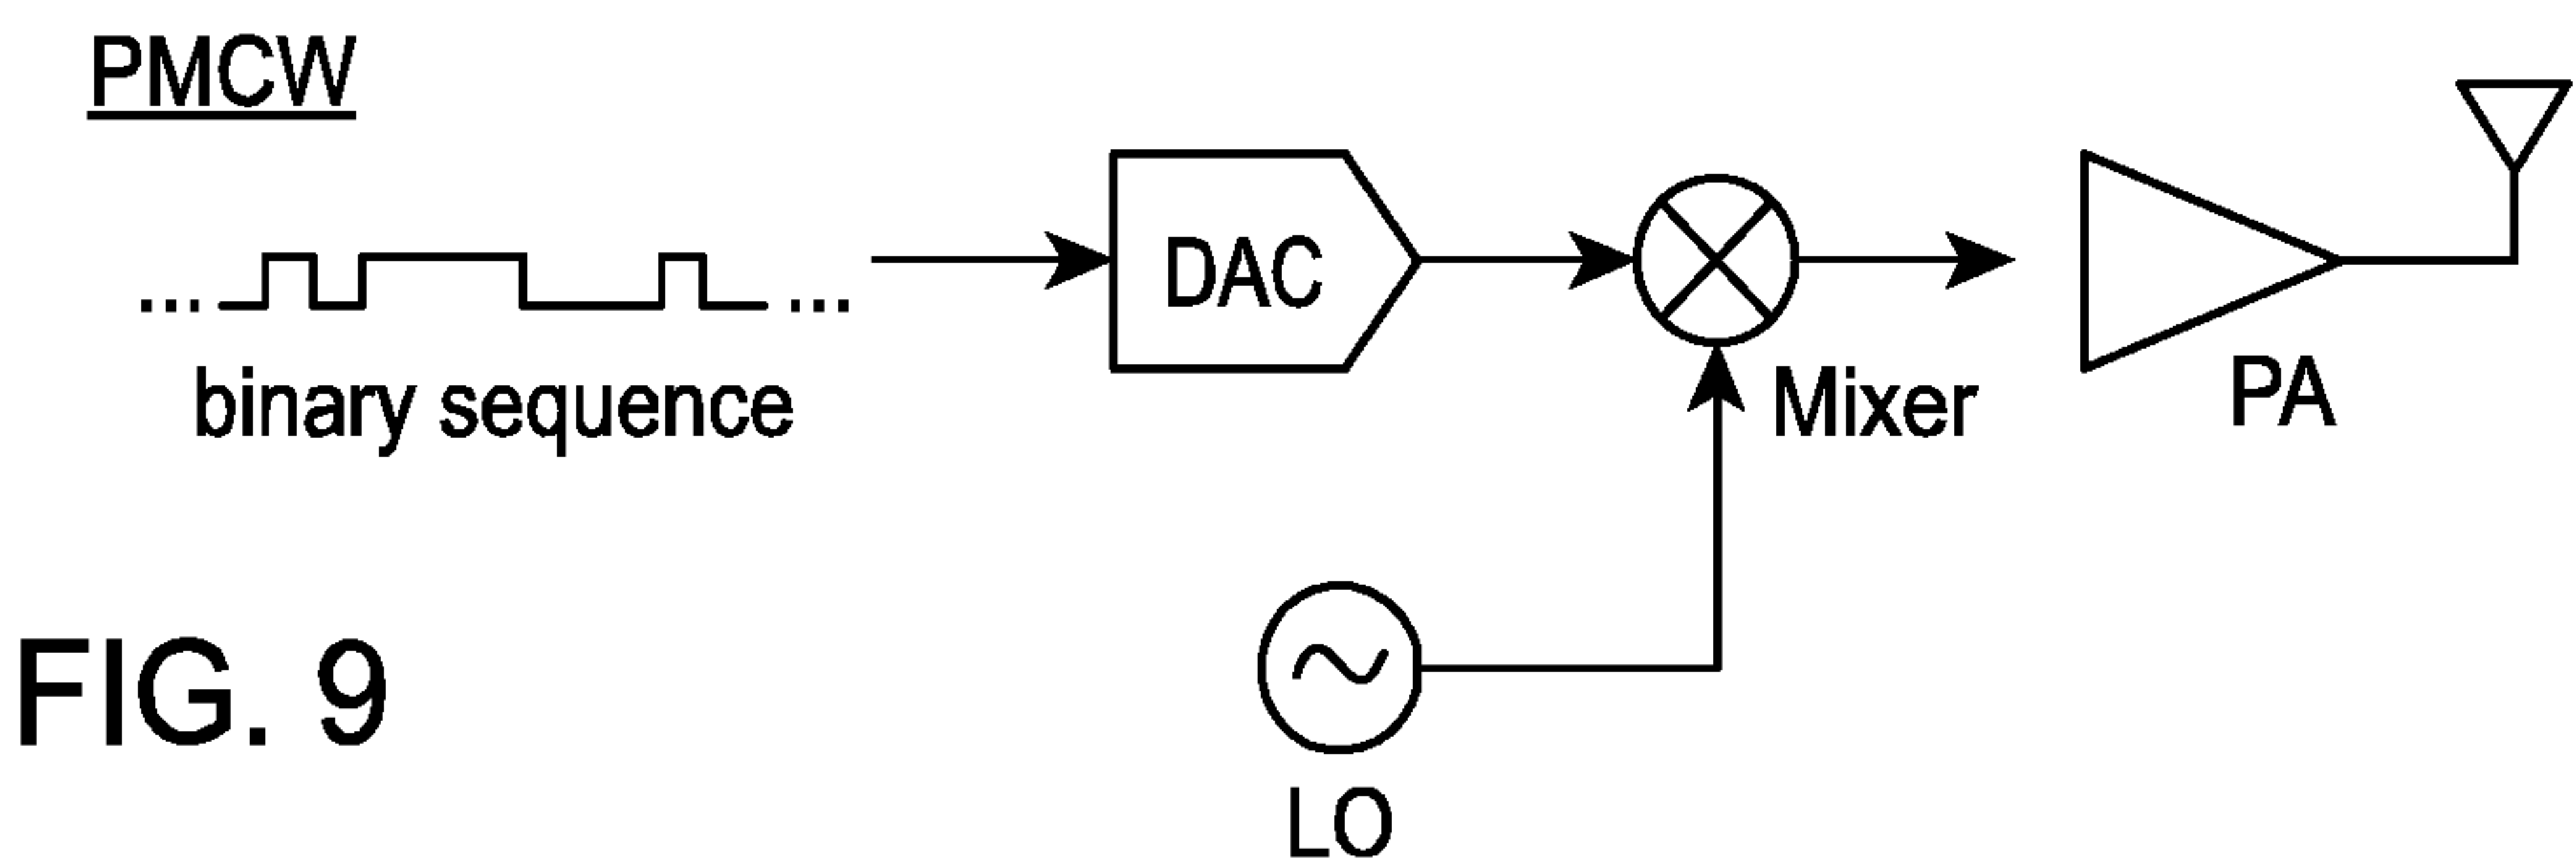 PMCW
... ...
binary sequence
DAC
Mixer
PA
LO
FIG. 9